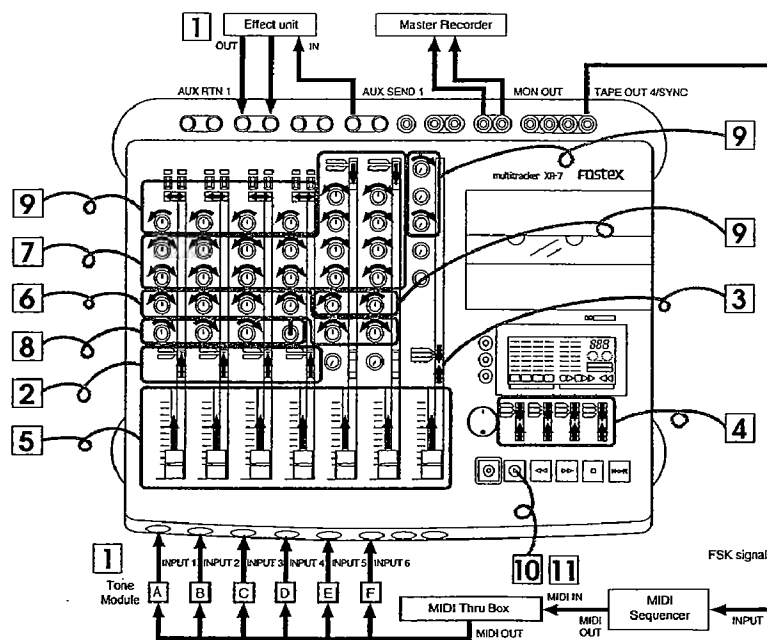 1
Effect unit
Master Recorder
OUT
IN
AUX RTN 1
AUX SEND 1
MON OUT
TAPE OUT 4/SYNC
multitracker XR-7
Fostex
9
9
7
9
6
3
8
2
888
5
4
1
10
11
INPUT 1
INPUT 2
INPUT 3
INPUT 4
INPUT 5
INPUT 6
FSK signal
Tone
Module
A
B
C
D
E
F
MIDI Thru Box
MIDI IN
MIDI
OUT
MIDI
Sequencer
INPUT
MIDI OUT